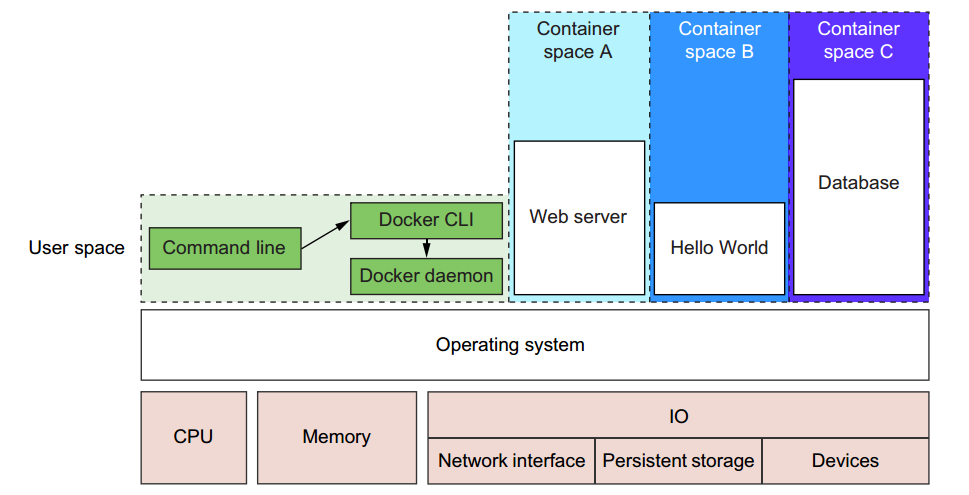 Container
space A
Container
space B
Container
space C
Database
Web server
Docker CLI
User space
Command line
Hello World
Docker daemon
Operating system
CPU
Memory
IO
Network interface
Persistent storage
Devices